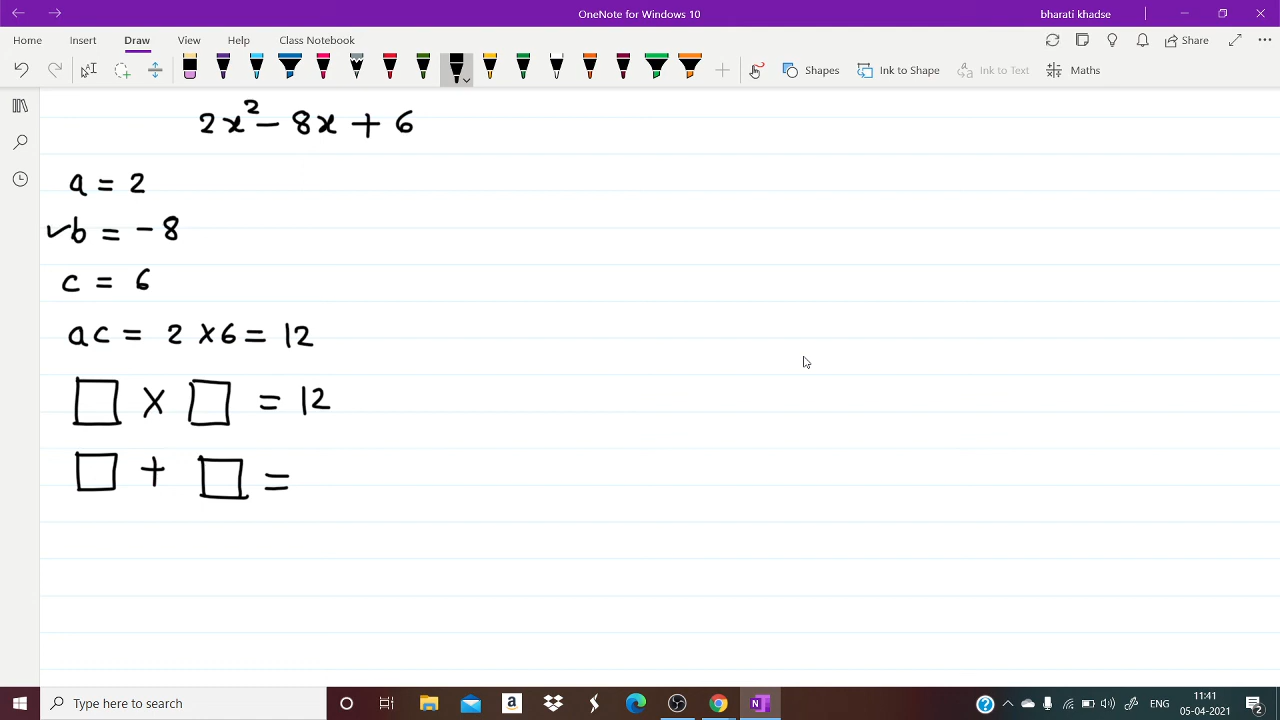 OneNote for Windows 10
bharati khadse
Home Insert Draw View Help Class Notebook
Share
Shapes Ink to Shape Ink to Text Maths
2x² - 8x + 6
a = 2
✓b = -8
c = 6
ac = 2 × 6 = 12
□ × □ = 12
□ + □ =
Type here to search
a
ENG
11:41
05-04-2021
2